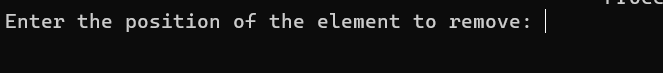 Enter the position of the element to remove: